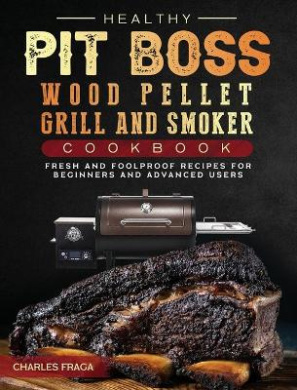 HEALTHY
PIT BOSS
WOOD PELLET
GRILL AND SMOKER
COOKBOOK
FRESH AND FOOLPROOF RECIPES FOR
BEGINNERS AND ADVANCED USERS
CHARLES FRAGA